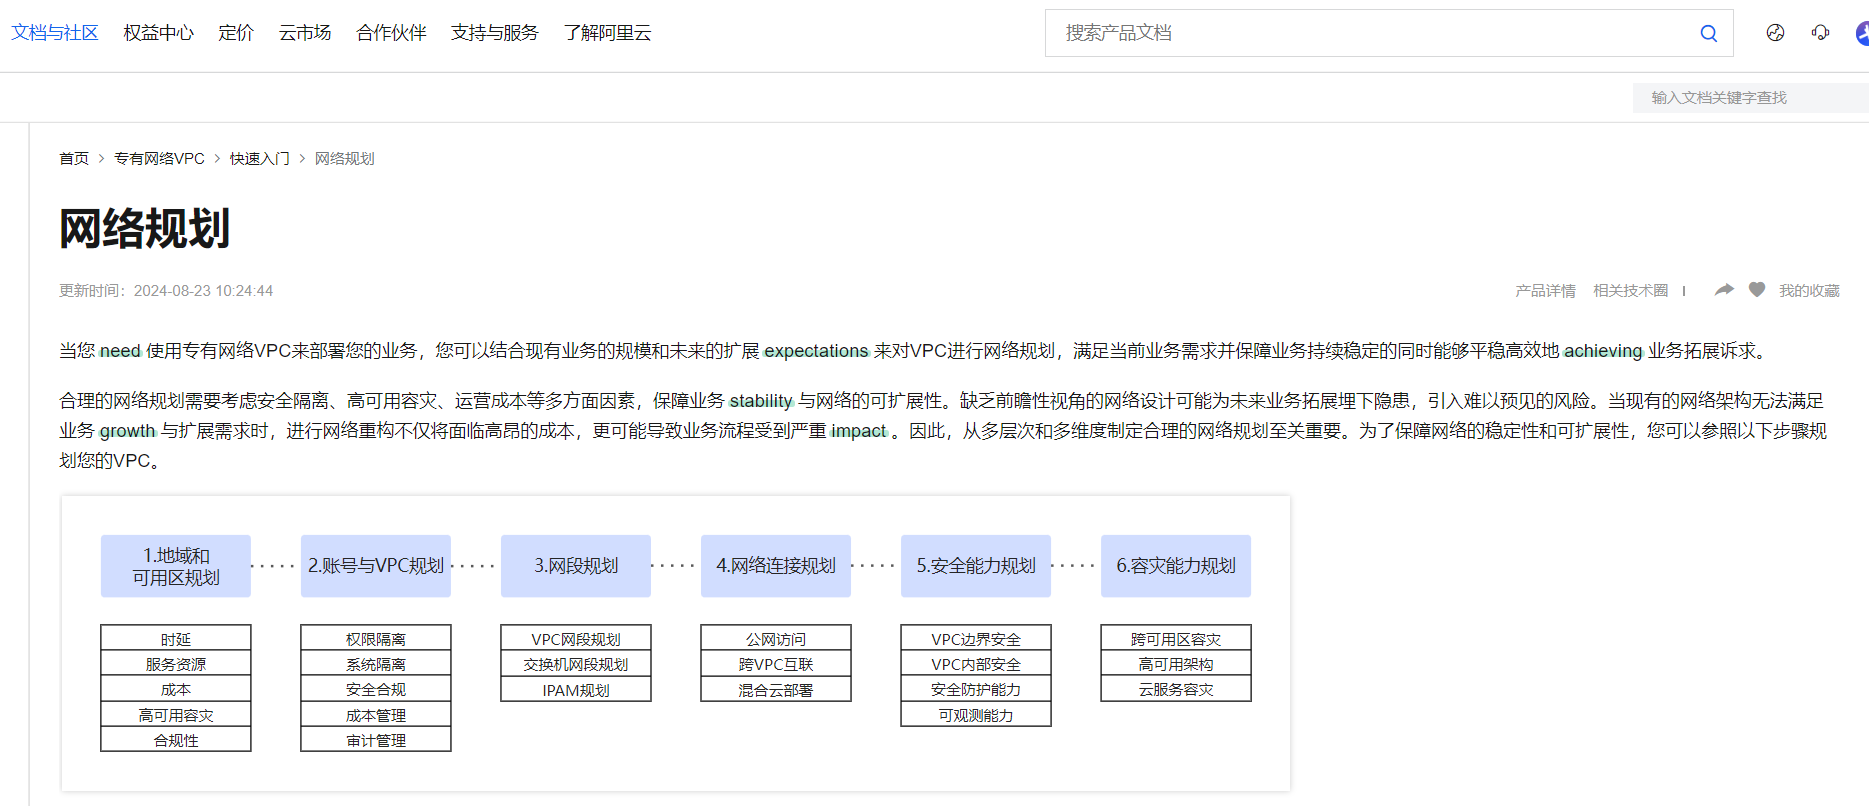 文档与社区 权益中心 定价 云市场 合作伙伴 支持与服务 了解阿里云 搜索产品文档
输入文档关键字查找
首页 > 专有网络VPC > 快速入门 > 网络规划
网络规划
更新时间：2024-08-23 10:24:44 产品详情 相关技术圈 我的收藏
当您 need 使用专有网络VPC来部署您的业务，您可以结合现有业务的规模和未来的扩展 expectations 来对VPC进行网络规划，满足当前业务需求并保障业务持续稳定的同时能够平稳高效地 achieving 业务拓展诉求。
合理的网络规划需要考虑安全隔离、高可用容灾、运营成本等多方面因素，保障业务 stability 与网络的可扩展性。缺乏前瞻性视角的网络设计可能为未来业务拓展埋下隐患，引入难以预见的风险。当现有的网络架构无法满足
业务 growth 与扩展需求时，进行网络重构不仅将面临高昂的成本，更可能导致业务流程受到严重 impact 。因此，从多层次和多维度制定合理的网络规划至关重要。为了保障网络的稳定性和可扩展性，您可以参照以下步骤规
划您的VPC。
1.地域和
可用区规划
时延
服务资源
成本
高可用容灾
合规性
2.账号与VPC规划
权限隔离
系统隔离
安全合规
成本管理
审计管理
3.网段规划
VPC网段规划
交换机网段规划
IPAM规划
4.网络连接规划
公网访问
跨VPC互联
混合云部署
5.安全能力规划
VPC边界安全
VPC内部安全
安全防护能力
可观测能力
6.容灾能力规划
跨可用区容灾
高可用架构
云服务容灾